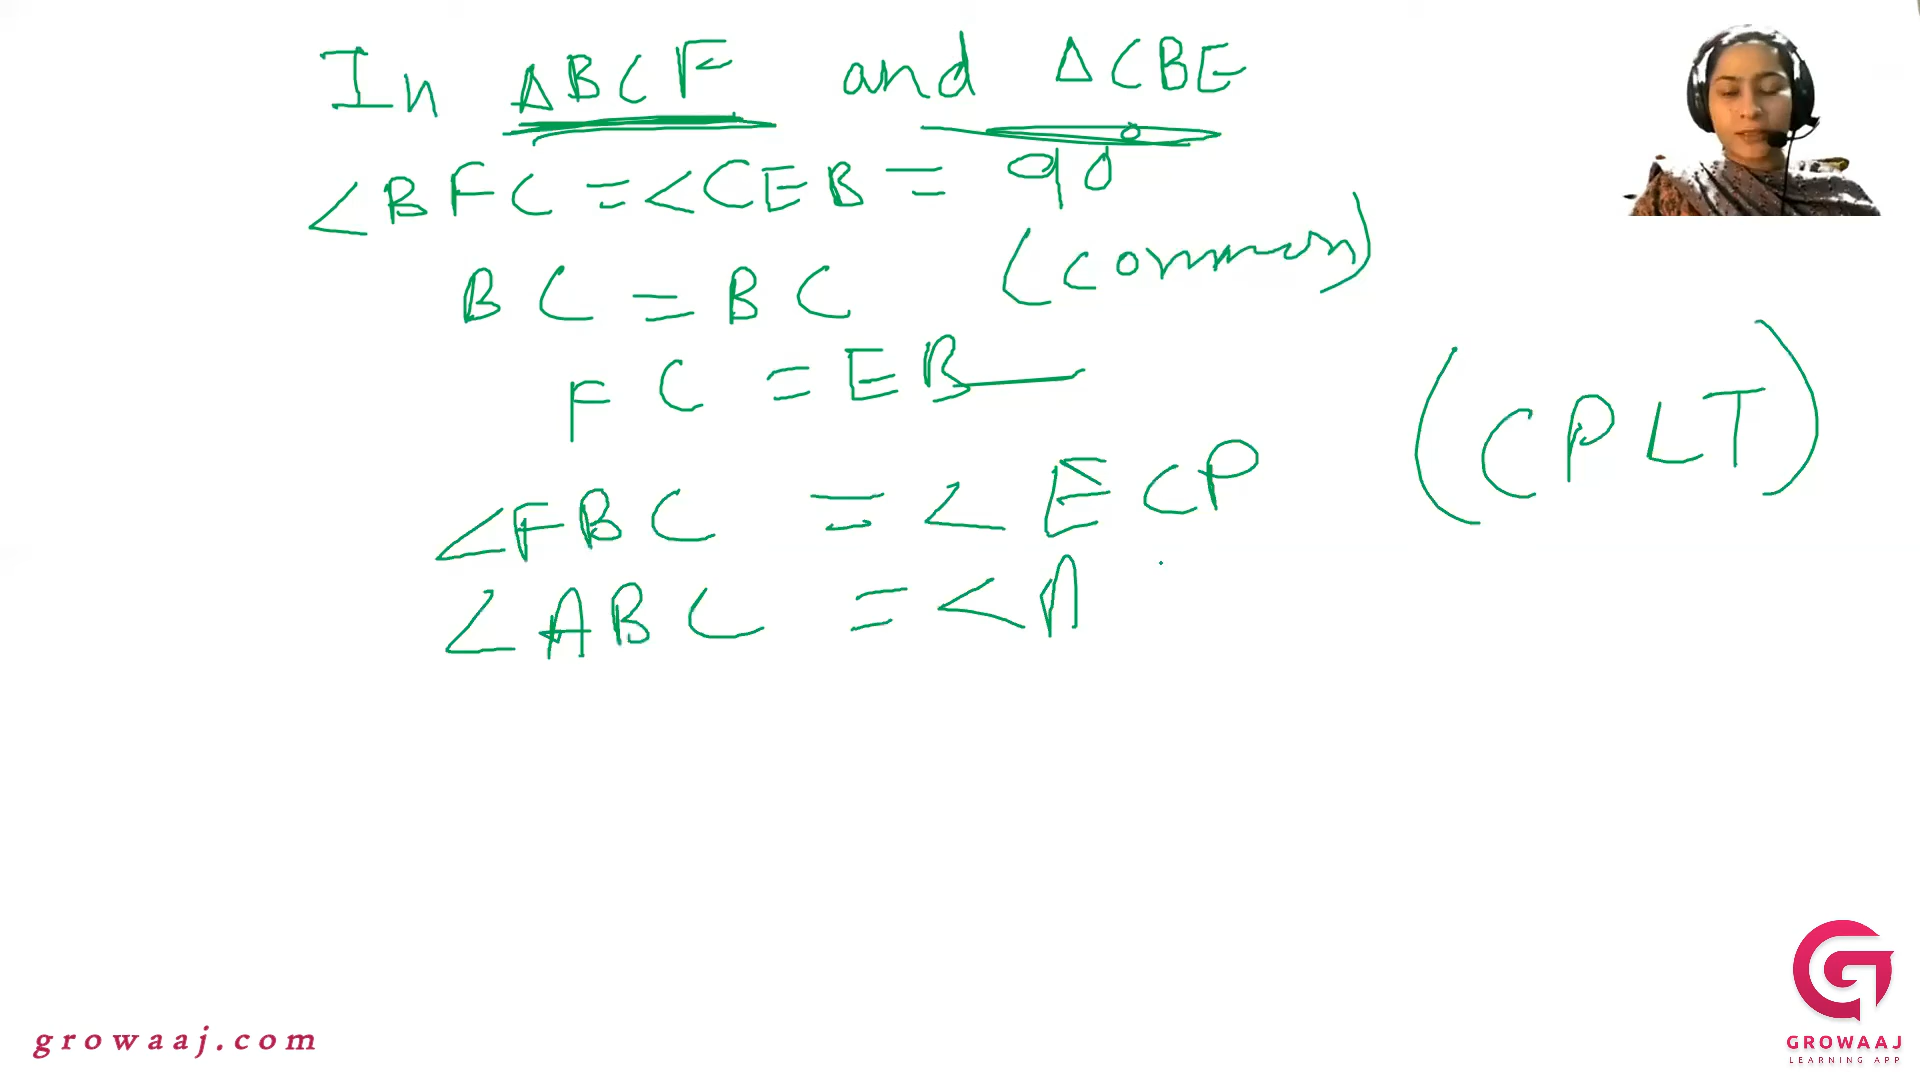 In ΔBCF and ΔCBE
∠BFC = ∠CEB = 90°
BC = BC (common)
FC = EB
∠FBC = ∠ECP (CPLT)
∠ABC = ∠A
growaaj.com
GROWAAJ
LEARNING APP